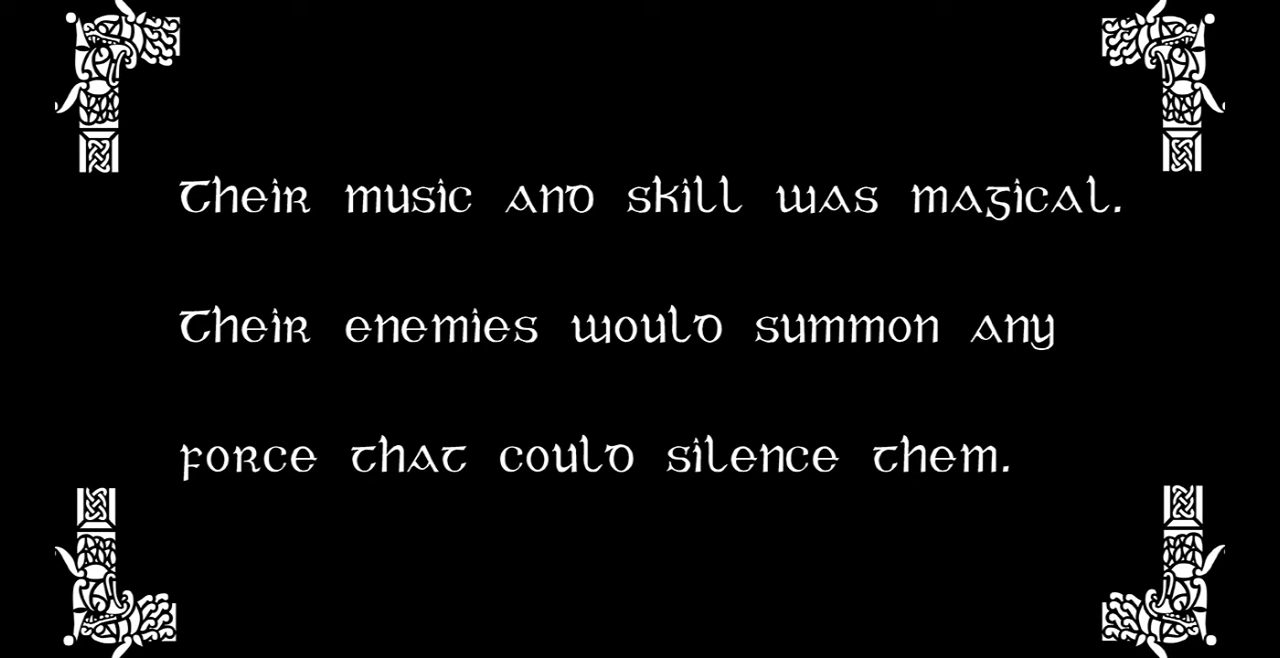 Their music and skill was magical.
Their enemies would summon any
force that could silence them.